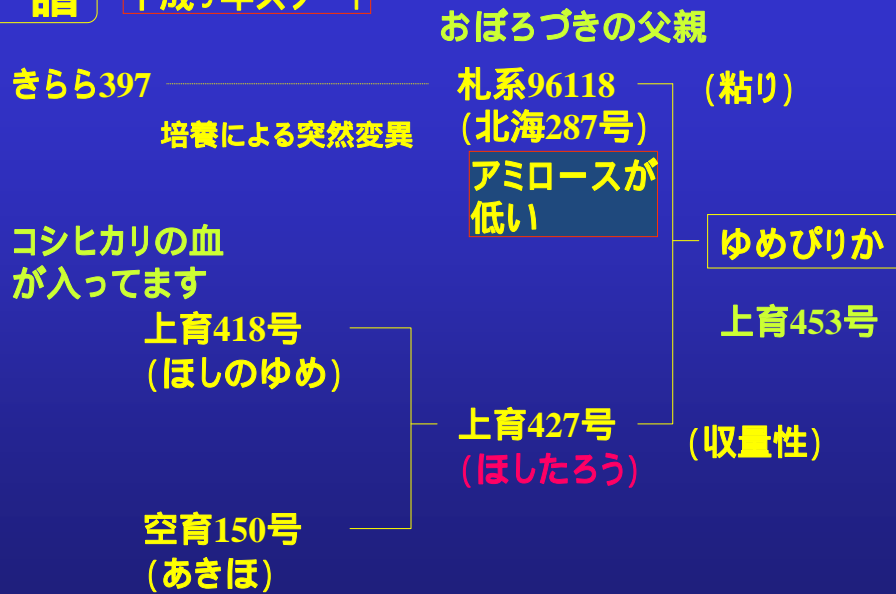 おぼろづきの父親
きらら397
札系96118
(粘り)
培養による突然変異
(北海287号)
アミロースが
低い
コシヒカリの血
が入ってます
ゆめぴりか
上育418号
(ほしのゆめ)
上育453号
上育427号
(ほしたろう)
(収量性)
空育150号
(あきほ)